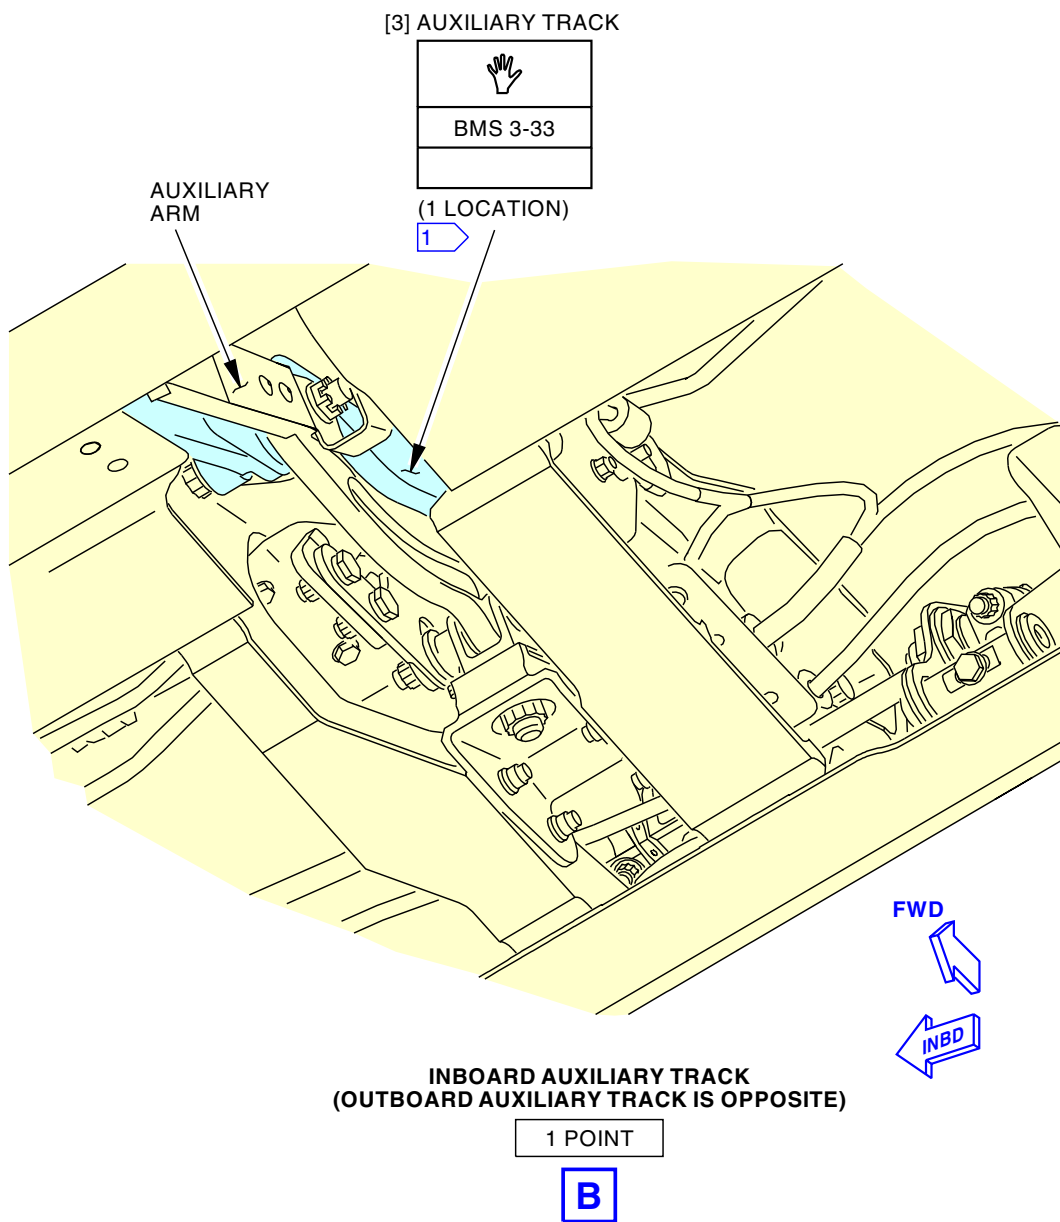 [3] AUXILIARY TRACK
BMS 3-33
(1 LOCATION)
1
AUXILIARY
ARM
FWD
INBD
INBOARD AUXILIARY TRACK
(OUTBOARD AUXILIARY TRACK IS OPPOSITE)
1 POINT
B